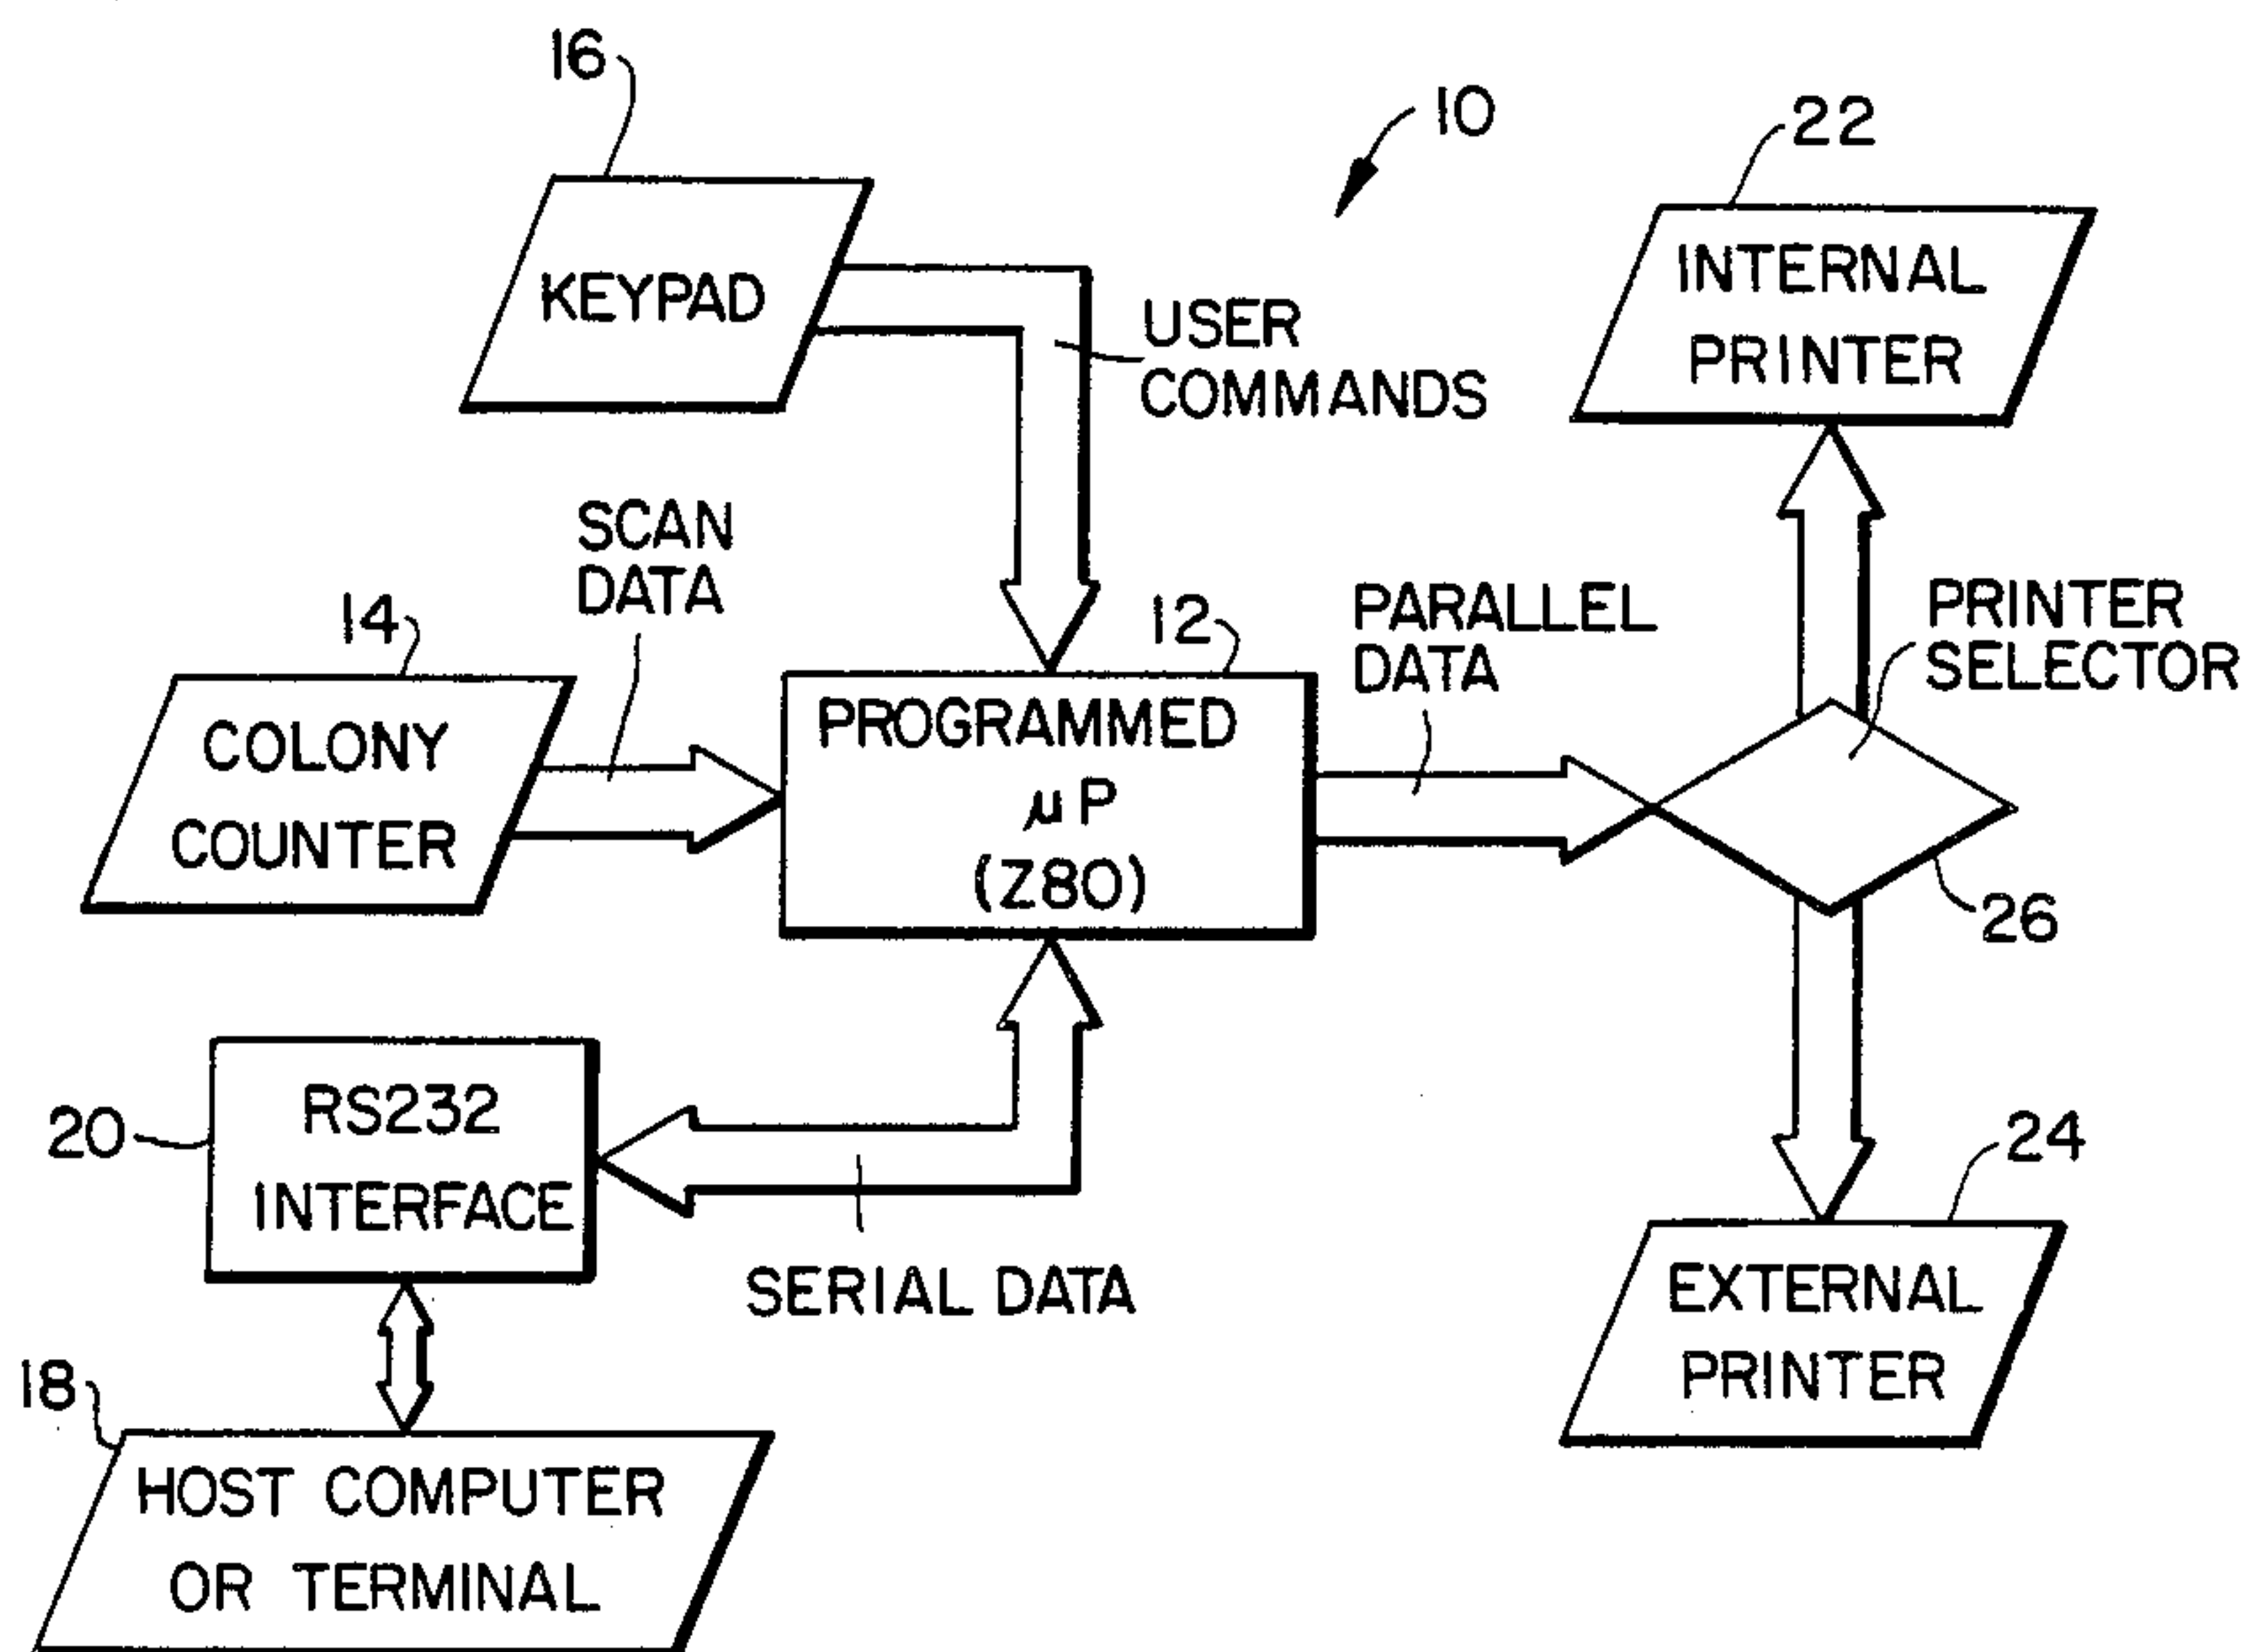 16
10
22
KEYPAD
USER
COMMANDS
INTERNAL
PRINTER
SCAN
DATA
14
12
PARALLEL
DATA
PRINTER
SELECTOR
COLONY
COUNTER
PROGRAMMED
μP
(Z80)
26
20
RS232
INTERFACE
SERIAL DATA
24
EXTERNAL
PRINTER
18
HOST COMPUTER
OR TERMINAL